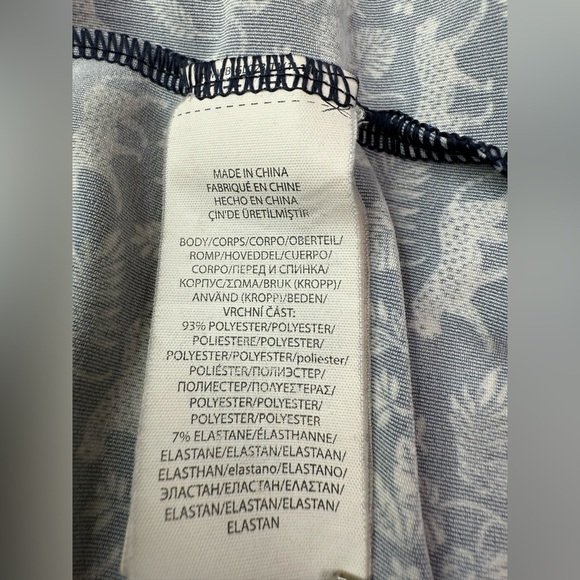 MADE IN CHINA
FABRIQUÉ EN CHINE
HECHO EN CHINA
ÇİN'DE ÜRETİLMİŞTİR
BODY/CORPS/CORPO/OBERTEIL/
ROMP/HOVEDDEL/CUERPO/
CORPO/ПЕРЕД И СПИНКА/
КОРПУС/ΣΩΜΑ/BRUK (KROPP)/
ANVÄND (KROPP)/BEDEN/
VRCHNÍ ČÁST:
93% POLYESTER/POLYESTER/
POLIESTERE/POLYESTER/
POLYESTER/POLYESTER/poliester/
POLIÉSTER/ПОЛИЭСТЕР/
ПОЛИЕСТЕР/ΠΟΛΥΕΣΤΕΡΑΣ/
POLYESTER/POLYESTER/
POLYESTER/POLYESTER
7% ELASTANE/ÉLASTHANNE/
ELASTANE/ELASTAN/ELASTAAN/
ELASTHAN/elastano/ELASTANO/
ЭЛАСТАН/ЕЛАСТАН/ΕΛΑΣΤΑΝ/
ELASTAN/ELASTAN/ELASTAN/
ELASTAN